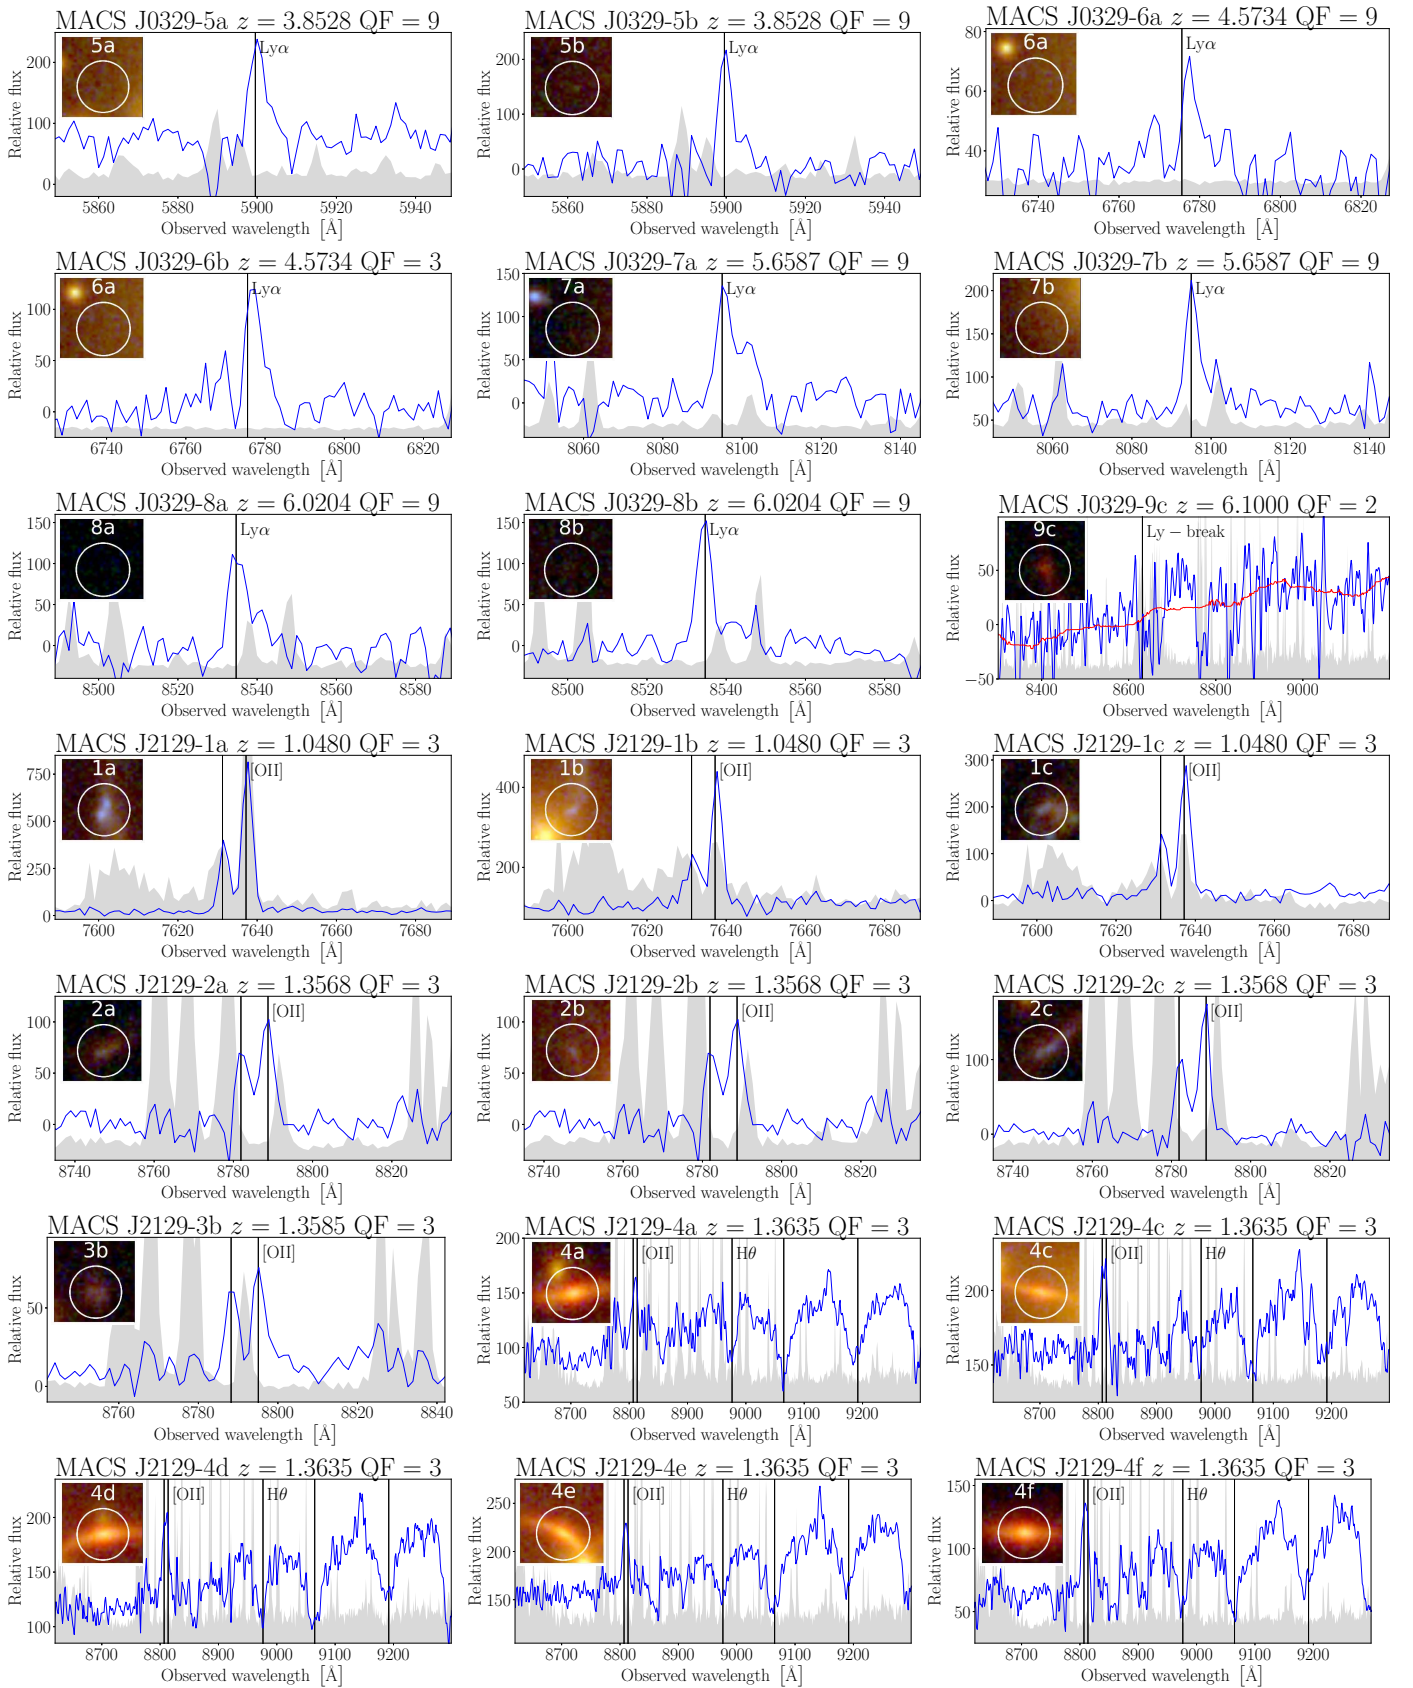 MACS J0329-5a z = 3.8528 QF = 9
5a
Lyα
200
100
0
Relative flux
5860 5880 5900 5920 5940
Observed wavelength [Å]
MACS J0329-5b z = 3.8528 QF = 9
5b
Lyα
200
100
0
Relative flux
5860 5880 5900 5920 5940
Observed wavelength [Å]
MACS J0329-6a z = 4.5734 QF = 9
6a
Lyα
80
60
40
Relative flux
6740 6760 6780 6800 6820
Observed wavelength [Å]
MACS J0329-6b z = 4.5734 QF = 3
6a
Lyα
100
50
0
Relative flux
6740 6760 6780 6800 6820
Observed wavelength [Å]
MACS J0329-7a z = 5.6587 QF = 9
7a
Lyα
150
100
50
0
Relative flux
8060 8080 8100 8120 8140
Observed wavelength [Å]
MACS J0329-7b z = 5.6587 QF = 9
7b
Lyα
200
150
100
50
Relative flux
8060 8080 8100 8120 8140
Observed wavelength [Å]
MACS J0329-8a z = 6.0204 QF = 9
8a
Lyα
150
100
50
0
Relative flux
8500 8520 8540 8560 8580
Observed wavelength [Å]
MACS J0329-8b z = 6.0204 QF = 9
8b
Lyα
150
100
50
0
Relative flux
8500 8520 8540 8560 8580
Observed wavelength [Å]
MACS J0329-9c z = 6.1000 QF = 2
9c
Ly − break
50
0
−50
Relative flux
8400 8600 8800 9000
Observed wavelength [Å]
MACS J2129-1a z = 1.0480 QF = 3
1a
[OII]
750
500
250
0
Relative flux
7600 7620 7640 7660 7680
Observed wavelength [Å]
MACS J2129-1b z = 1.0480 QF = 3
1b
[OII]
400
200
Relative flux
7600 7620 7640 7660 7680
Observed wavelength [Å]
MACS J2129-1c z = 1.0480 QF = 3
1c
[OII]
300
200
100
0
Relative flux
7600 7620 7640 7660 7680
Observed wavelength [Å]
MACS J2129-2a z = 1.3568 QF = 3
2a
[OII]
100
50
0
Relative flux
8740 8760 8780 8800 8820
Observed wavelength [Å]
MACS J2129-2b z = 1.3568 QF = 3
2b
[OII]
100
50
0
Relative flux
8740 8760 8780 8800 8820
Observed wavelength [Å]
MACS J2129-2c z = 1.3568 QF = 3
2c
[OII]
100
0
Relative flux
8740 8760 8780 8800 8820
Observed wavelength [Å]
MACS J2129-3b z = 1.3585 QF = 3
3b
[OII]
50
0
Relative flux
8760 8780 8800 8820 8840
Observed wavelength [Å]
MACS J2129-4a z = 1.3635 QF = 3
4a
[OII] Hθ
200
150
100
50
Relative flux
8700 8800 8900 9000 9100 9200
Observed wavelength [Å]
MACS J2129-4c z = 1.3635 QF = 3
4c
[OII] Hθ
200
150
Relative flux
8700 8800 8900 9000 9100 9200
Observed wavelength [Å]
MACS J2129-4d z = 1.3635 QF = 3
4d
[OII] Hθ
200
150
100
Relative flux
8700 8800 8900 9000 9100 9200
Observed wavelength [Å]
MACS J2129-4e z = 1.3635 QF = 3
4e
[OII] Hθ
250
200
150
Relative flux
8700 8800 8900 9000 9100 9200
Observed wavelength [Å]
MACS J2129-4f z = 1.3635 QF = 3
4f
[OII] Hθ
150
100
50
Relative flux
8700 8800 8900 9000 9100 9200
Observed wavelength [Å]